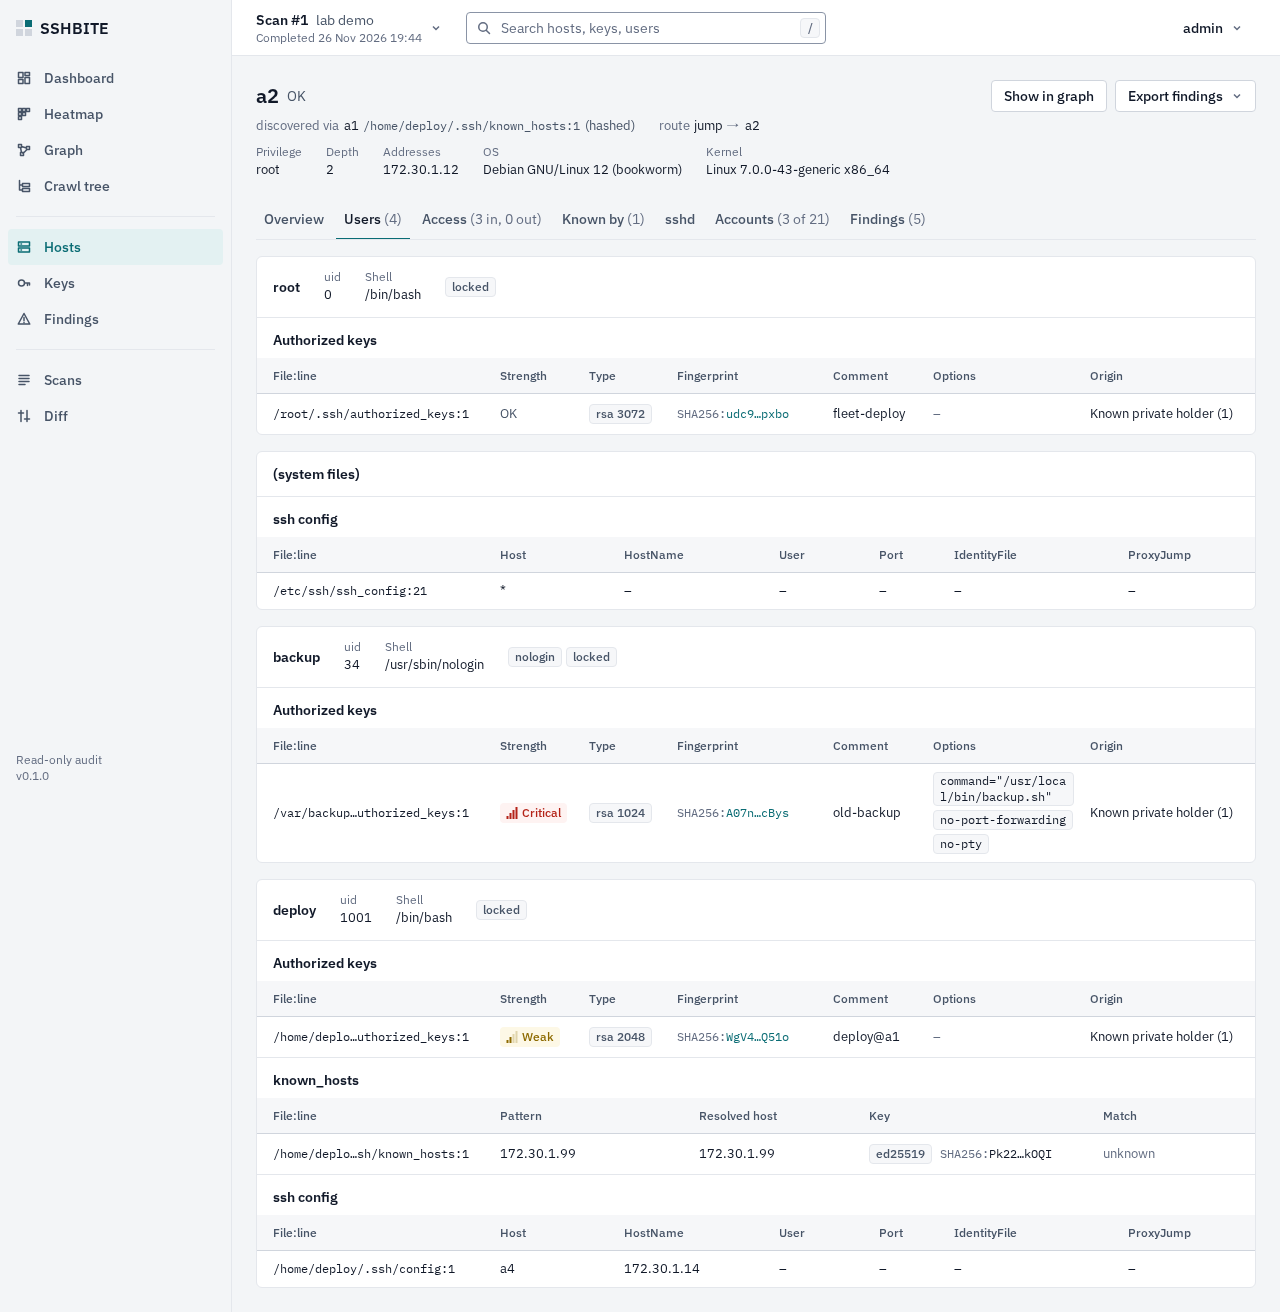 SSHBITE
Scan #1 lab demo
Completed 26 Nov 2026 19:44
Search hosts, keys, users
/
admin
Dashboard
Heatmap
Graph
Crawl tree
Hosts
Keys
Findings
Scans
Diff
Read-only audit
v0.1.0
a2 OK
Show in graph
Export findings
discovered via a1 /home/deploy/.ssh/known_hosts:1 (hashed) route jump → a2
Privilege Depth Addresses OS Kernel
root 2 172.30.1.12 Debian GNU/Linux 12 (bookworm) Linux 7.0.0-43-generic x86_64
Overview Users (4) Access (3 in, 0 out) Known by (1) sshd Accounts (3 of 21) Findings (5)
root uid Shell
0 /bin/bash locked
Authorized keys
File:line Strength Type Fingerprint Comment Options Origin
/root/.ssh/authorized_keys:1 OK rsa 3072 SHA256:udc9…pxbo fleet-deploy – Known private holder (1)
(system files)
ssh config
File:line Host HostName User Port IdentityFile ProxyJump
/etc/ssh/ssh_config:21 * – – – – –
backup uid Shell
34 /usr/sbin/nologin nologin locked
Authorized keys
File:line Strength Type Fingerprint Comment Options Origin
/var/backup…uthorized_keys:1 Critical rsa 1024 SHA256:A07n…cBys old-backup command="/usr/loca
l/bin/backup.sh"
no-port-forwarding
no-pty
Known private holder (1)
deploy uid Shell
1001 /bin/bash locked
Authorized keys
File:line Strength Type Fingerprint Comment Options Origin
/home/deplo…uthorized_keys:1 Weak rsa 2048 SHA256:WgV4…Q51o deploy@a1 – Known private holder (1)
known_hosts
File:line Pattern Resolved host Key Match
/home/deplo…sh/known_hosts:1 172.30.1.99 172.30.1.99 ed25519 SHA256:Pk22…kOQI unknown
ssh config
File:line Host HostName User Port IdentityFile ProxyJump
/home/deploy/.ssh/config:1 a4 172.30.1.14 – – – –